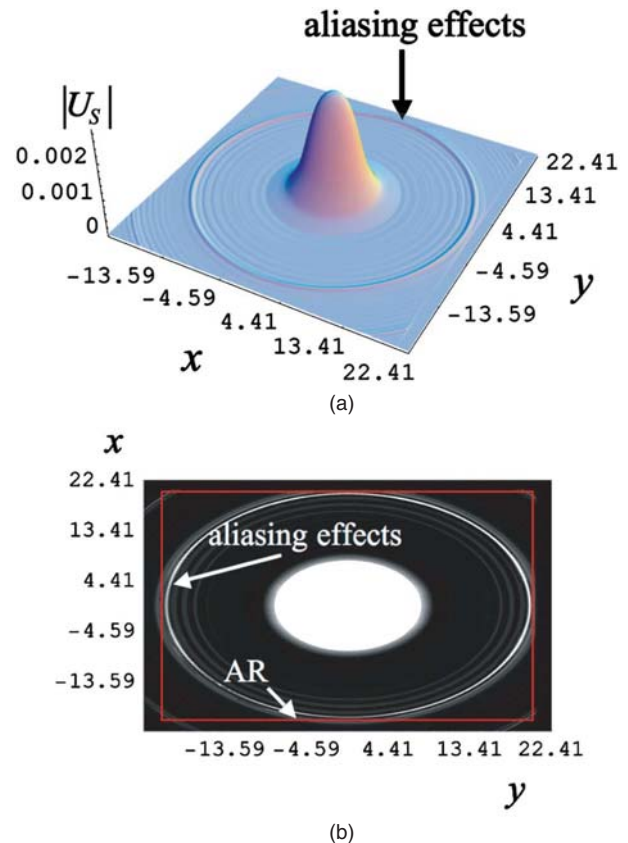 aliasing effects
|U_S|
0.002
0.001
0
-13.59
-4.59
4.41
13.41
22.41
x
22.41
13.41
4.41
-4.59
-13.59
y
(a)
x
22.41
13.41
4.41
-4.59
-13.59
aliasing effects
AR
-13.59 -4.59 4.41 13.41 22.41
y
(b)